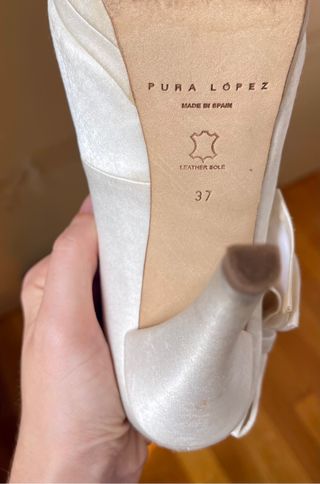 PURA LÓPEZ
MADE IN SPAIN
LEATHER SOLE
37